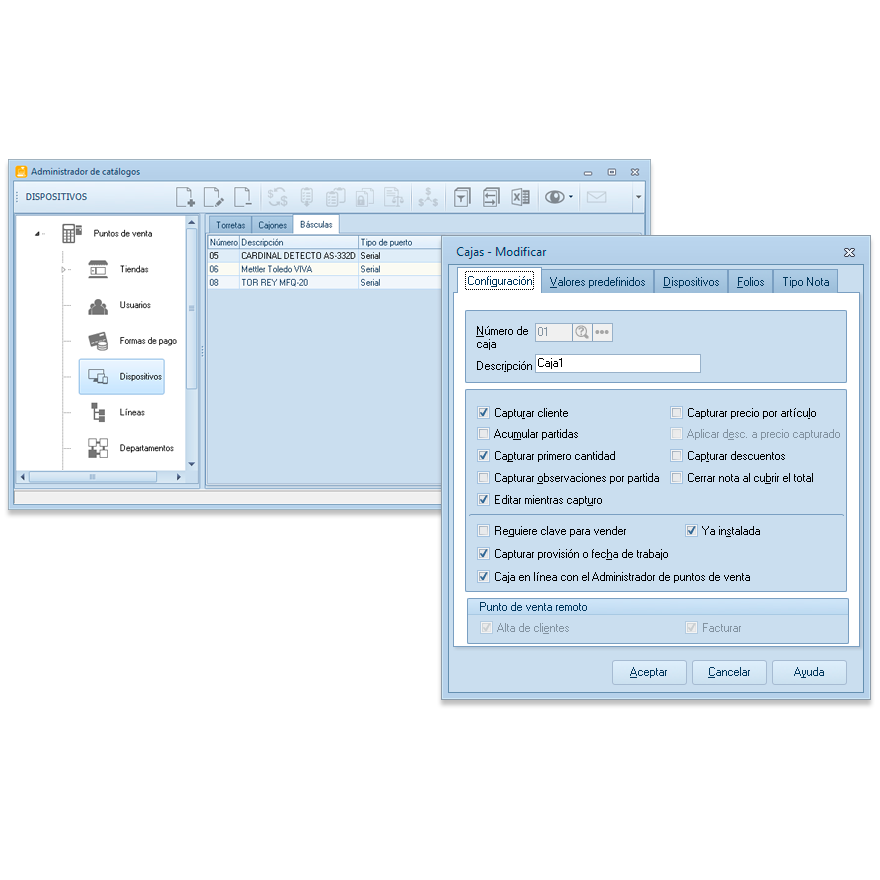 Administrador de catálogos
DISPOSITIVOS
Puntos de venta
Tiendas
Usuarios
Formas de pago
Dispositivos
Líneas
Departamentos
Torretas Cajones Básculas
Número Descripción Tipo de puerto
05 CARDINAL DETECTO AS-332D Serial
06 Mettler Toledo VIVA Serial
08 TOR REY MFQ-20 Serial
Cajas - Modificar
Configuración Valores predefinidos Dispositivos Folios Tipo Nota
Número de
caja
01
Descripción Caja1
Capturar cliente Capturar precio por artículo
Acumular partidas Aplicar desc. a precio capturado
Capturar primero cantidad Capturar descuentos
Capturar observaciones por partida Cerrar nota al cubrir el total
Editar mientras capturo
Requiere clave para vender Ya instalada
Capturar provisión o fecha de trabajo
Caja en línea con el Administrador de puntos de venta
Punto de venta remoto
Alta de clientes Facturar
Aceptar Cancelar Ayuda